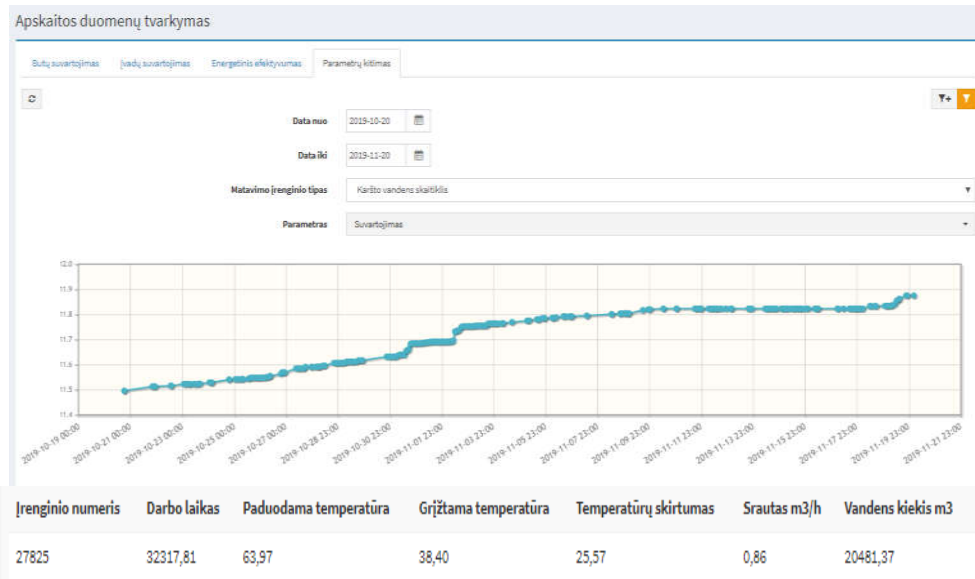 Apskaitos duomenų tvarkymas
Butų suvartojimas Įvadų suvartojimas Energetinis efektyvumas Parametrų kitimas
Data nuo 2019-10-20
Data iki 2019-11-20
Matavimo įrenginio tipas Karšto vandens skaitiklis
Parametras Suvartojimas
12.0
11.9
11.8
11.7
11.6
11.5
11.4
2019-10-19 00:00 2019-10-21 00:00 2019-10-23 00:00 2019-10-25 00:00 2019-10-27 00:00 2019-10-28 23:00 2019-10-30 23:00 2019-11-01 23:00 2019-11-03 23:00 2019-11-05 23:00 2019-11-07 23:00 2019-11-09 23:00 2019-11-11 23:00 2019-11-13 23:00 2019-11-15 23:00 2019-11-17 23:00 2019-11-19 23:00 2019-11-21 23:00
Įrenginio numeris Darbo laikas Paduodama temperatūra Grįžtama temperatūra Temperatūrų skirtumas Srautas m3/h Vandens kiekis m3
27825 32317,81 63,97 38,40 25,57 0,86 20481,37